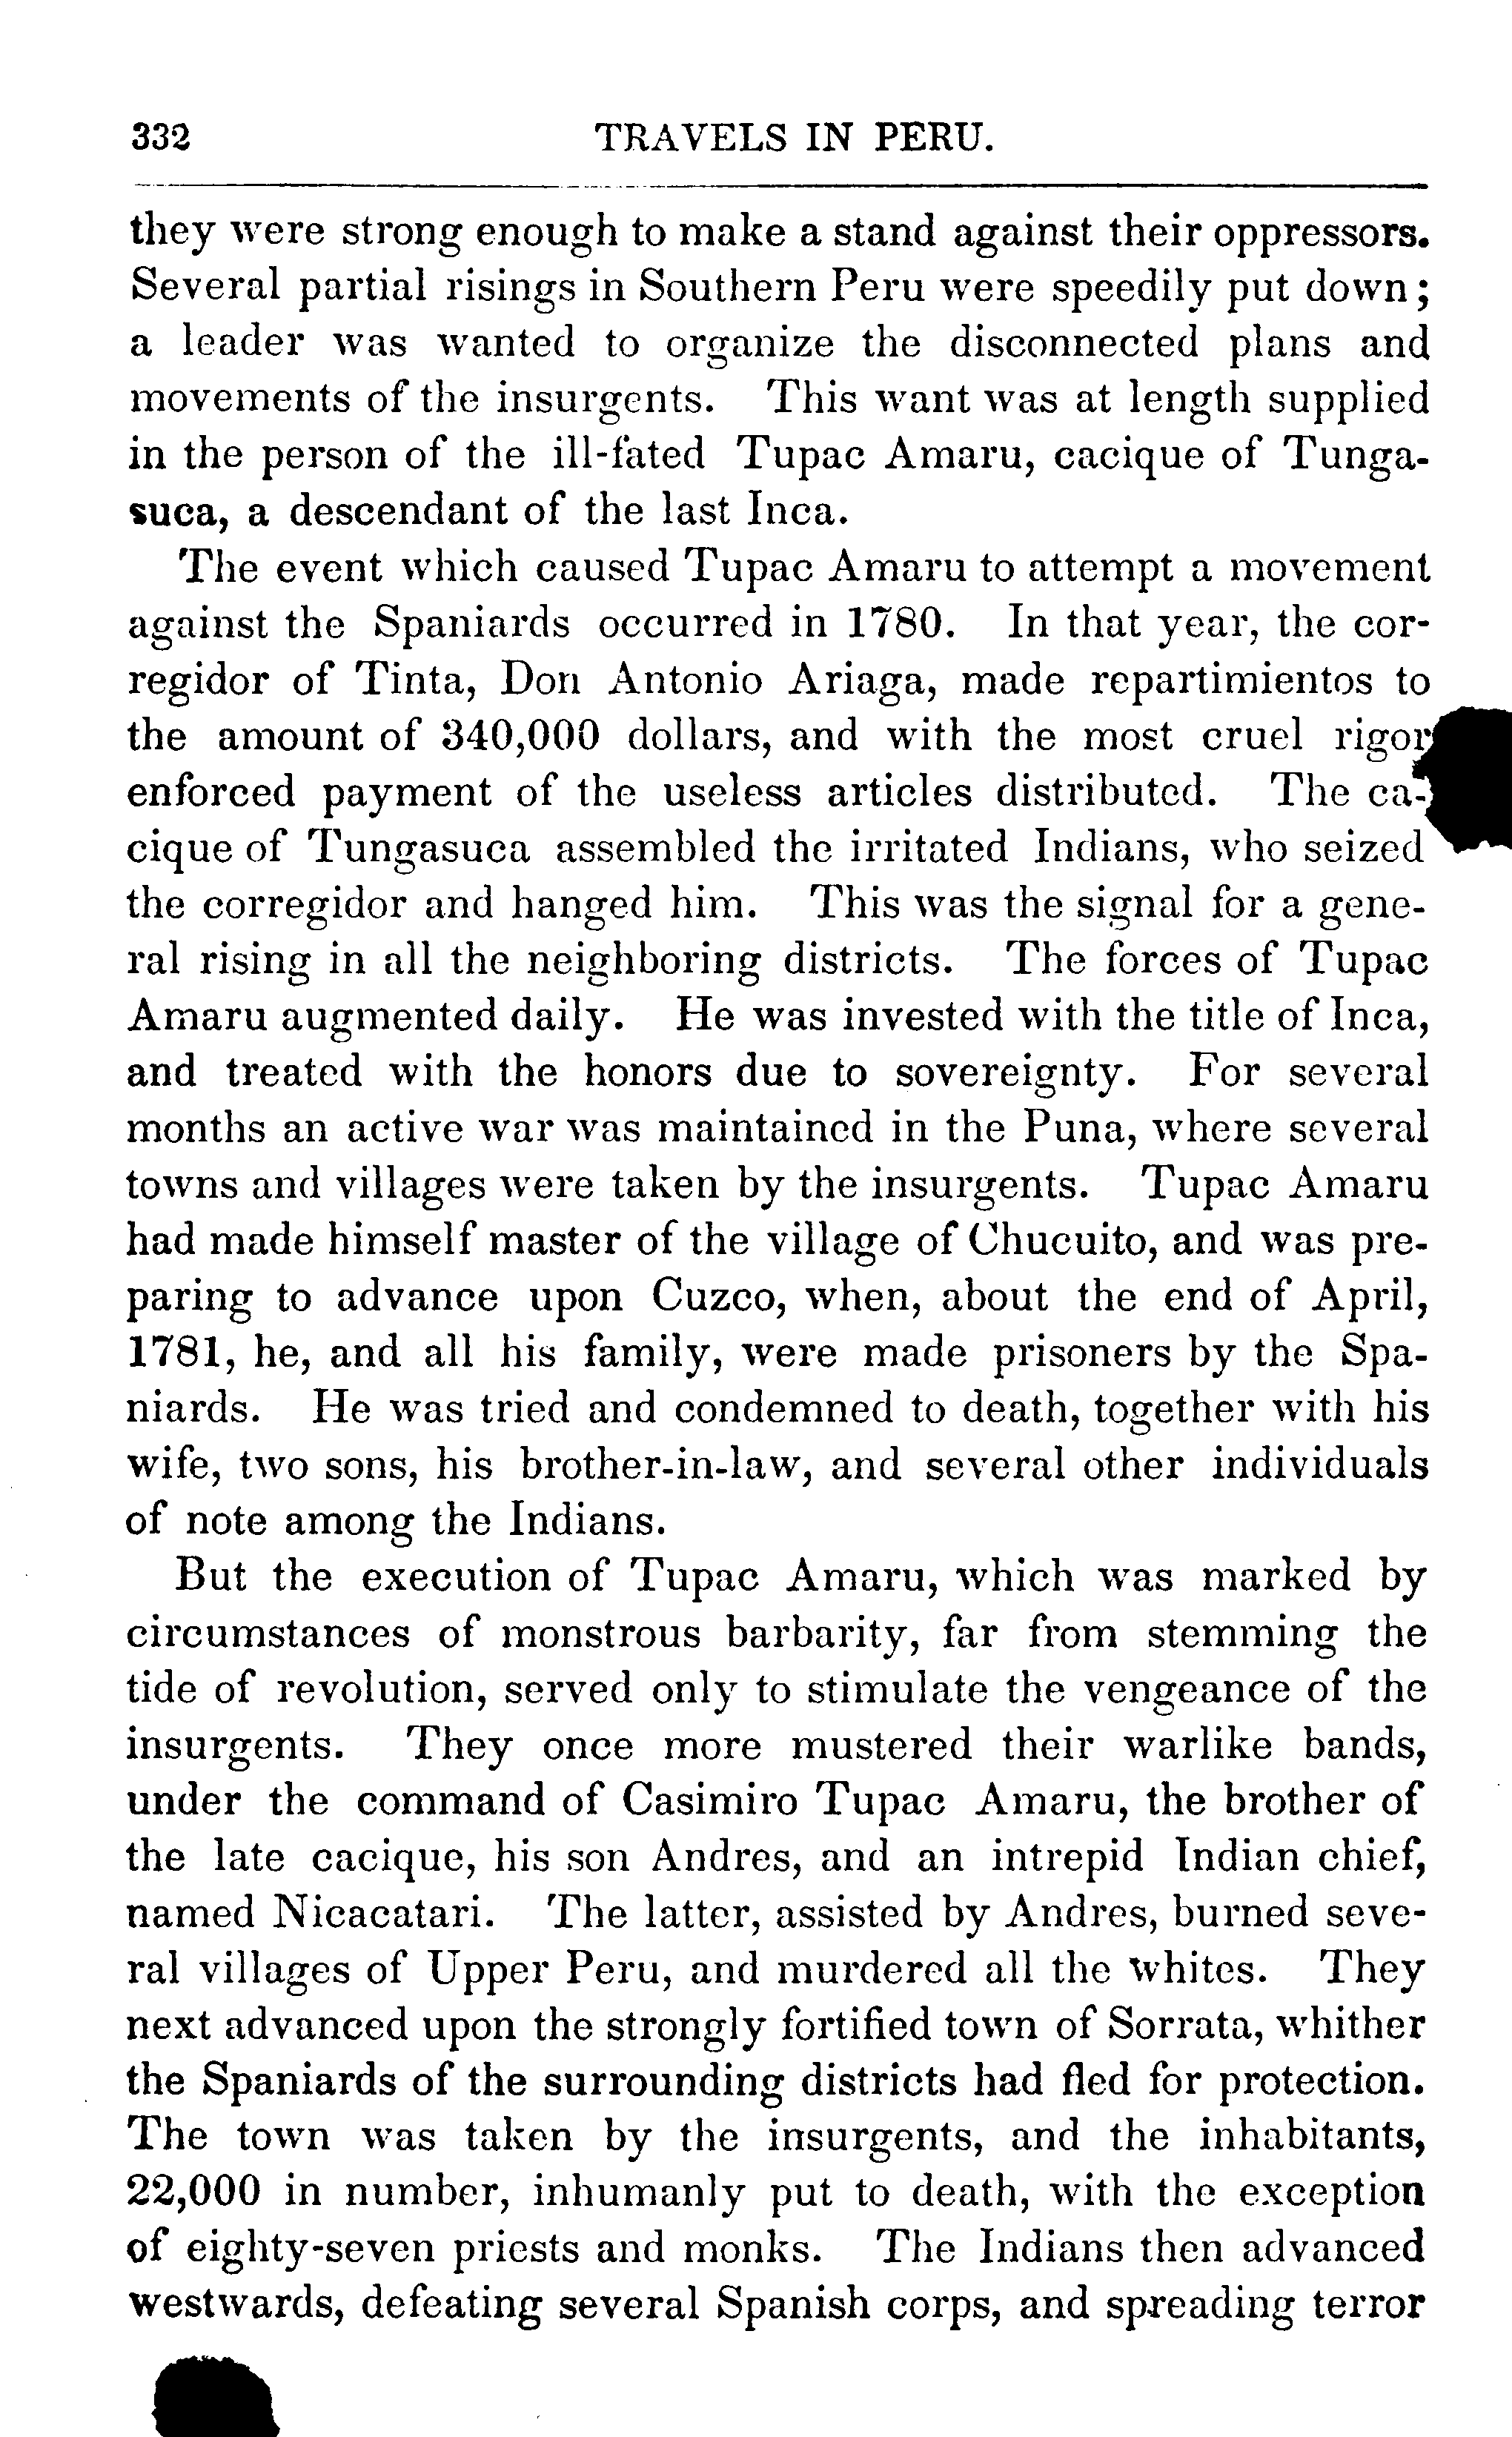 332 TRAVELS IN PERU.
they were strong enough to make a stand against their oppressors.
Several partial risings in Southern Peru were speedily put down;
a leader was wanted to organize the disconnected plans and
movements of the insurgents. This want was at length supplied
in the person of the ill-fated Tupac Amaru, cacique of Tunga-
suca, a descendant of the last Inca.
The event which caused Tupac Amaru to attempt a movement
against the Spaniards occurred in 1780. In that year, the cor-
regidor of Tinta, Don Antonio Ariaga, made repartimientos to
the amount of 340,000 dollars, and with the most cruel rigor
enforced payment of the useless articles distributed. The ca-
cique of Tungasuca assembled the irritated Indians, who seized
the corregidor and hanged him. This was the signal for a gene-
ral rising in all the neighboring districts. The forces of Tupac
Amaru augmented daily. He was invested with the title of Inca,
and treated with the honors due to sovereignty. For several
months an active war was maintained in the Puna, where several
towns and villages were taken by the insurgents. Tupac Amaru
had made himself master of the village of Chucuito, and was pre-
paring to advance upon Cuzco, when, about the end of April,
1781, he, and all his family, were made prisoners by the Spa-
niards. He was tried and condemned to death, together with his
wife, two sons, his brother-in-law, and several other individuals
of note among the Indians.
But the execution of Tupac Amaru, which was marked by
circumstances of monstrous barbarity, far from stemming the
tide of revolution, served only to stimulate the vengeance of the
insurgents. They once more mustered their warlike bands,
under the command of Casimiro Tupac Amaru, the brother of
the late cacique, his son Andres, and an intrepid Indian chief,
named Nicacatari. The latter, assisted by Andres, burned seve-
ral villages of Upper Peru, and murdered all the whites. They
next advanced upon the strongly fortified town of Sorrata, whither
the Spaniards of the surrounding districts had fled for protection.
The town was taken by the insurgents, and the inhabitants,
22,000 in number, inhumanly put to death, with the exception
of eighty-seven priests and monks. The Indians then advanced
westwards, defeating several Spanish corps, and spreading terror